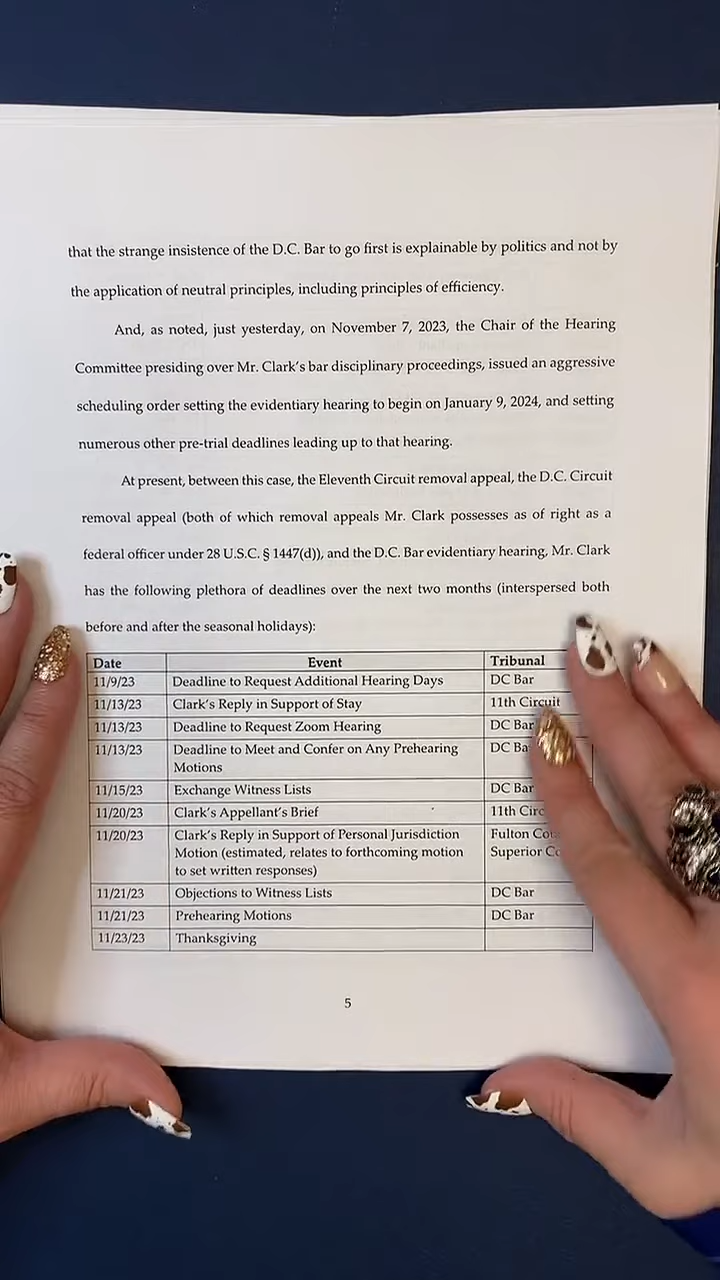 that the strange insistence of the D.C. Bar to go first is explainable by politics and not by
the application of neutral principles, including principles of efficiency.
And, as noted, just yesterday, on November 7, 2023, the Chair of the Hearing
Committee presiding over Mr. Clark's bar disciplinary proceedings, issued an aggressive
scheduling order setting the evidentiary hearing to begin on January 9, 2024, and setting
numerous other pre-trial deadlines leading up to that hearing.
At present, between this case, the Eleventh Circuit removal appeal, the D.C. Circuit
removal appeal (both of which removal appeals Mr. Clark possesses as of right as a
federal officer under 28 U.S.C. § 1447(d)), and the D.C. Bar evidentiary hearing, Mr. Clark
has the following plethora of deadlines over the next two months (interspersed both
before and after the seasonal holidays):
Date Event Tribunal
11/9/23 Deadline to Request Additional Hearing Days DC Bar
11/13/23 Clark's Reply in Support of Stay 11th Circuit
11/13/23 Deadline to Request Zoom Hearing DC Bar
11/13/23 Deadline to Meet and Confer on Any Prehearing DC Ba
Motions
11/15/23 Exchange Witness Lists DC Bar
11/20/23 Clark's Appellant's Brief 11th Circ
11/20/23 Clark's Reply in Support of Personal Jurisdiction Fulton Cou
Motion (estimated, relates to forthcoming motion Superior Co
to set written responses)
11/21/23 Objections to Witness Lists DC Bar
11/21/23 Prehearing Motions DC Bar
11/23/23 Thanksgiving
5